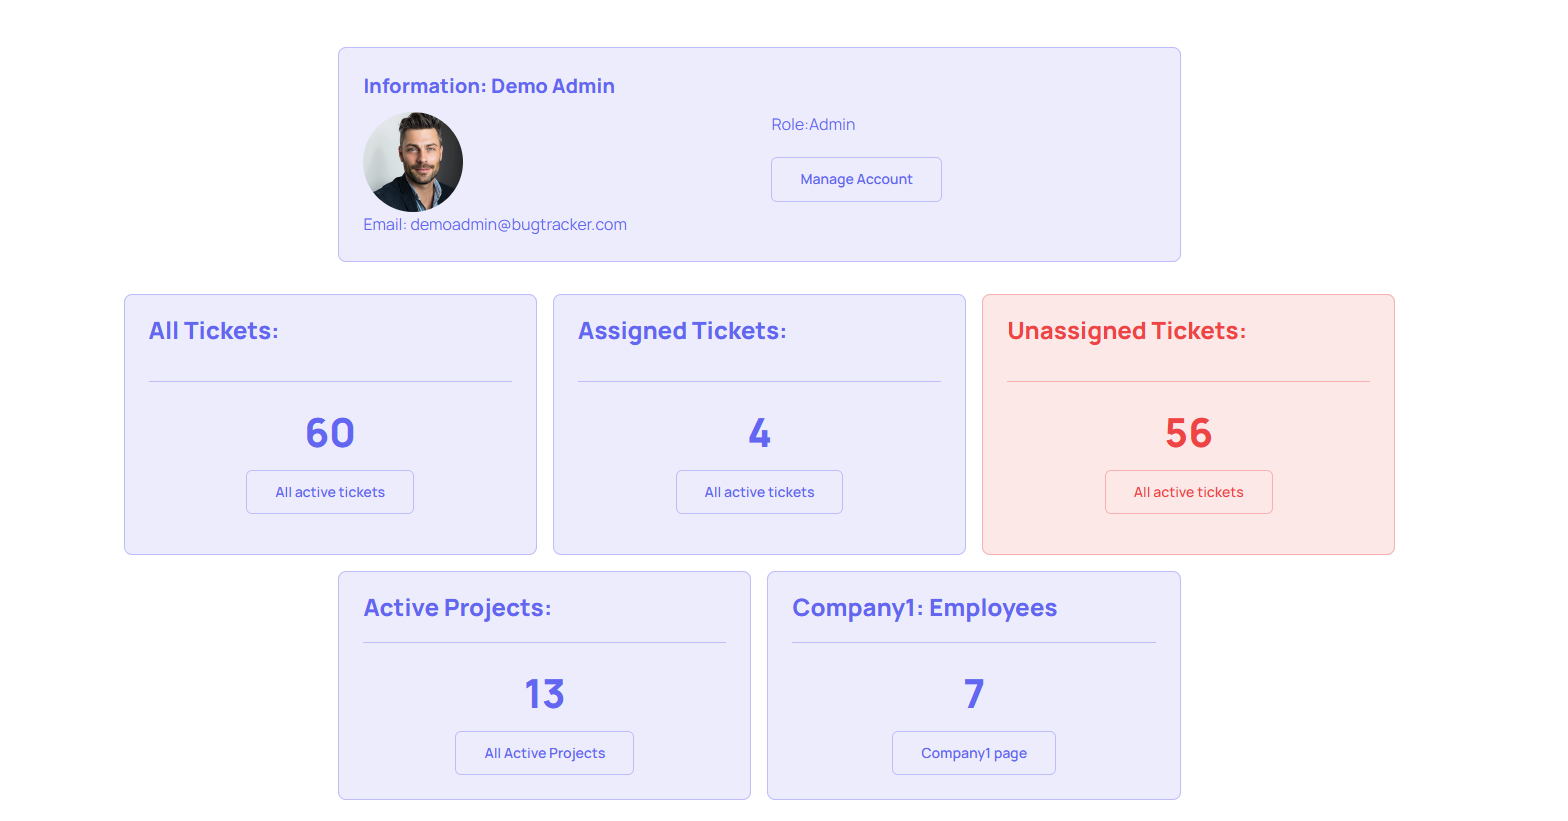 Information: Demo Admin
Role:Admin
Manage Account
Email: demoadmin@bugtracker.com
All Tickets:
60
All active tickets
Assigned Tickets:
4
All active tickets
Unassigned Tickets:
56
All active tickets
Active Projects:
13
All Active Projects
Company1: Employees
7
Company1 page